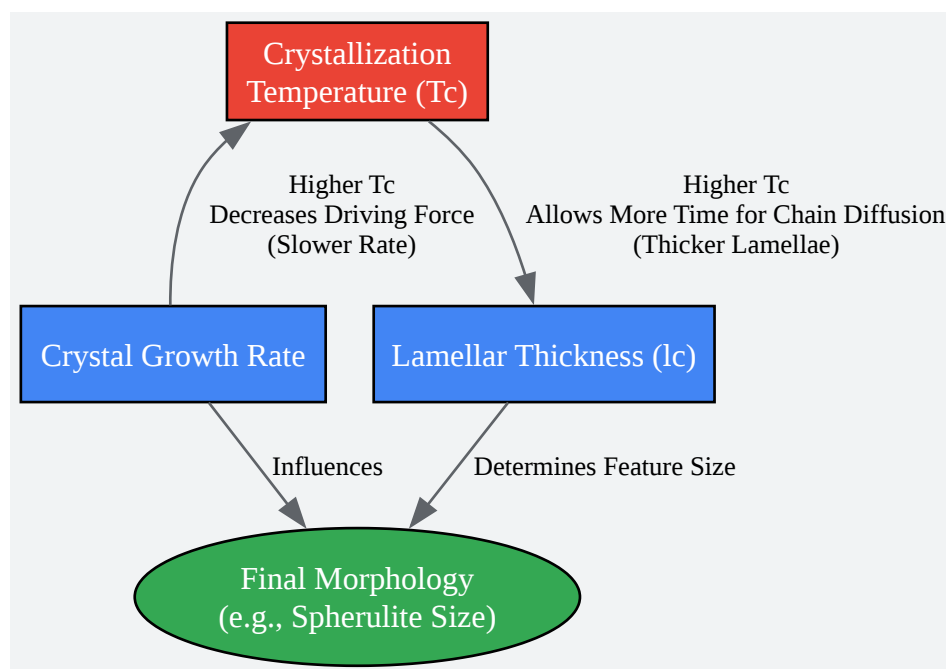 Crystallization
Temperature (Tc)
Higher Tc
Decreases Driving Force
(Slower Rate)
Higher Tc
Allows More Time for Chain Diffusion
(Thicker Lamellae)
Crystal Growth Rate
Lamellar Thickness (lc)
Influences
Determines Feature Size
Final Morphology
(e.g., Spherulite Size)